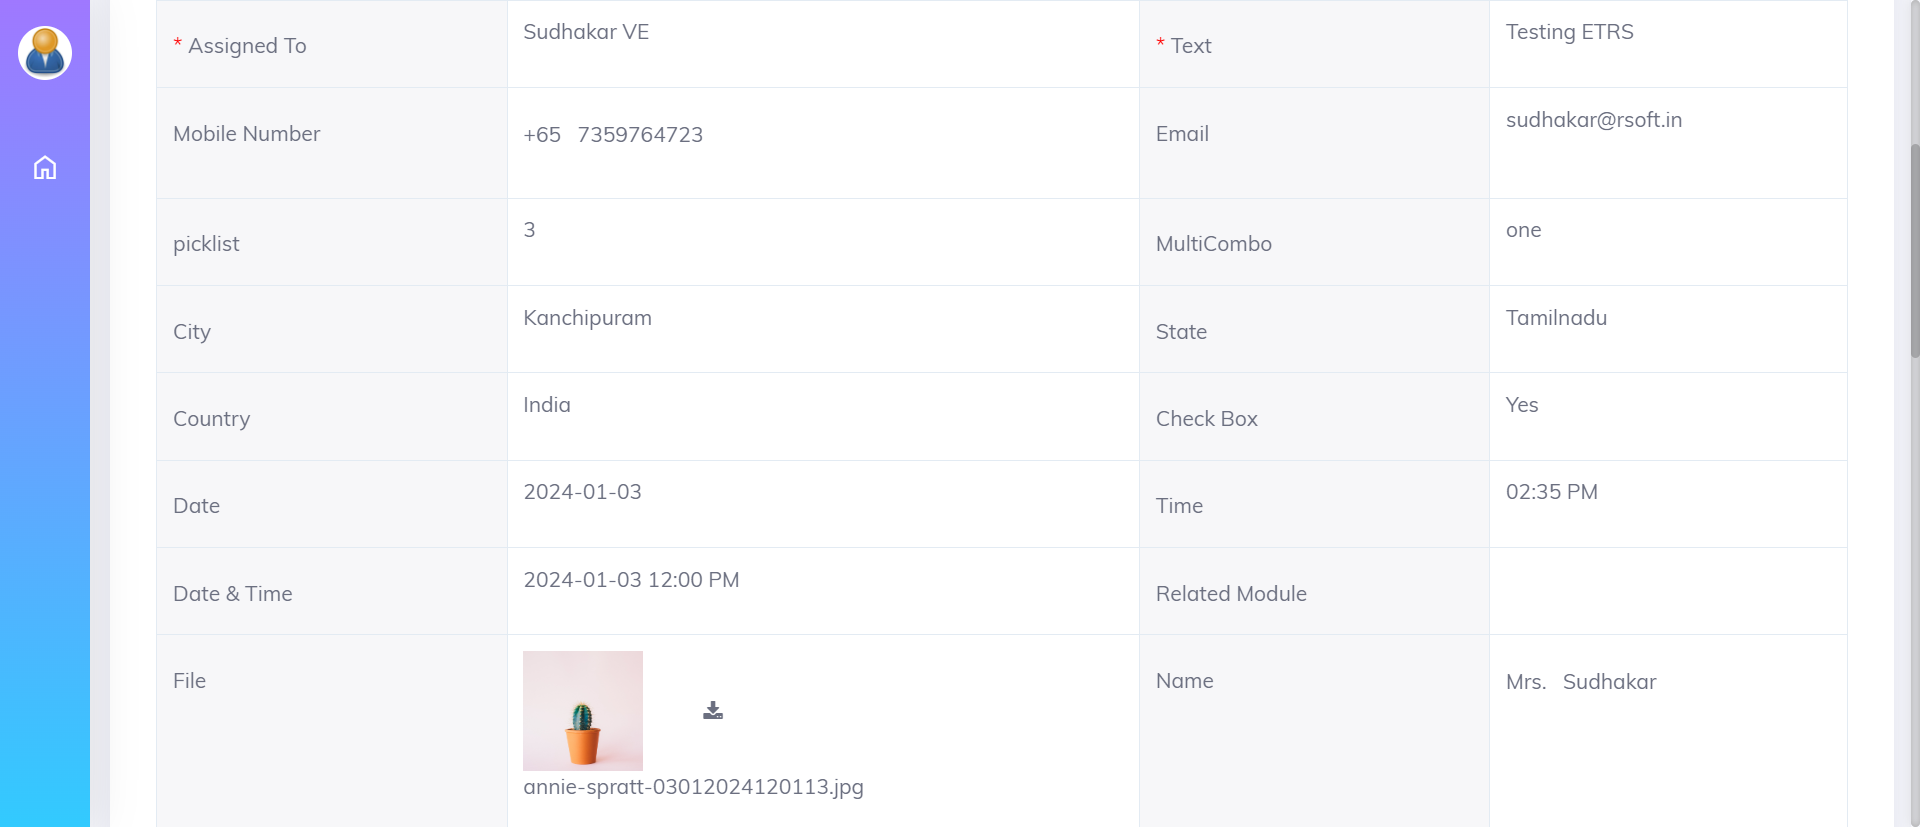 * Assigned To
Sudhakar VE
* Text
Testing ETRS
Mobile Number
+65 7359764723
Email
sudhakar@rsoft.in
picklist
3
MultiCombo
one
City
Kanchipuram
State
Tamilnadu
Country
India
Check Box
Yes
Date
2024-01-03
Time
02:35 PM
Date & Time
2024-01-03 12:00 PM
Related Module
File
annie-spratt-03012024120113.jpg
Name
Mrs. Sudhakar